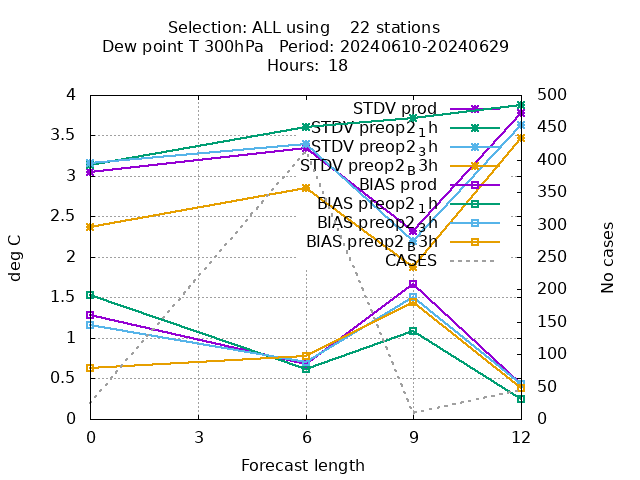 Selection: ALL using 22 stations
Dew point T 300hPa Period: 20240610-20240629
Hours: 18
4 500
3.5 450
3 400
2.5 350
2 300
1.5 250
1 200
0.5 150
0 100
50
0
STDV prod
STDV preop2_1h
STDV preop2_3h
STDV preop2_B3h
BIAS prod
BIAS preop2_1h
BIAS preop2_3h
BIAS preop2_B3h
CASES
deg C
No cases
0 3 6 9 12
Forecast length